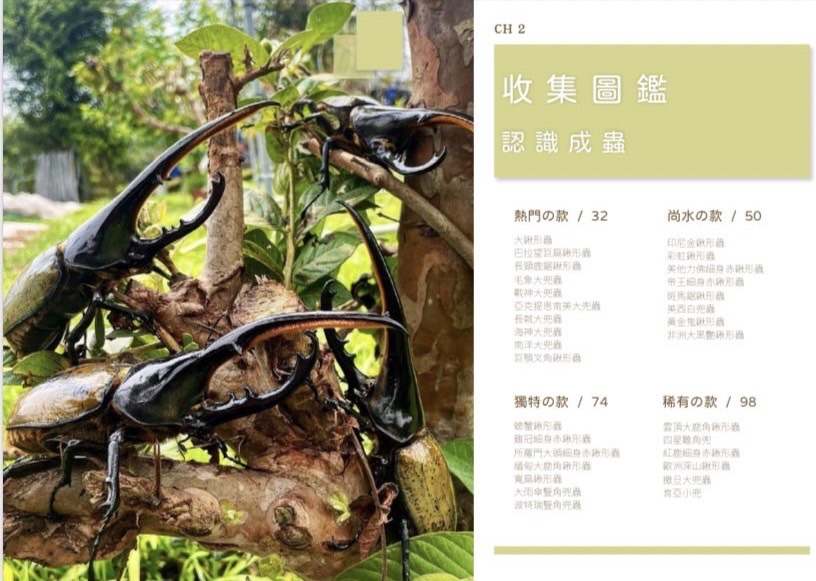 CH 2
收集圖鑑
認識成蟲
熱門の款 / 32
大鍬形蟲
巴拉望巨扁鍬形蟲
長頸鹿鋸鍬形蟲
毛象大兜蟲
戰神大兜蟲
亞克提恩南美大兜蟲
長戟大兜蟲
海神大兜蟲
南洋大兜蟲
巨顎叉角鍬形蟲
尚水の款 / 50
印尼金鍬形蟲
彩虹鍬形蟲
美他力佛細身赤鍬形蟲
帝王細身赤鍬形蟲
斑馬鋸鍬形蟲
美西白兜蟲
黃金鬼鍬形蟲
非洲大黑艷鍬形蟲
獨特の款 / 74
螃蟹鍬形蟲
雞冠細身赤鍬形蟲
所羅門大頭細身赤鍬形蟲
緬甸大鹿角鍬形蟲
寬扁鍬形蟲
大雨傘豎角兜蟲
波特瑞豎角兜蟲
稀有の款 / 98
雲頂大鹿角鍬形蟲
四星鞘角兜
紅鹿細身赤鍬形蟲
歐洲深山鍬形蟲
撒旦大兜蟲
肯亞小兜